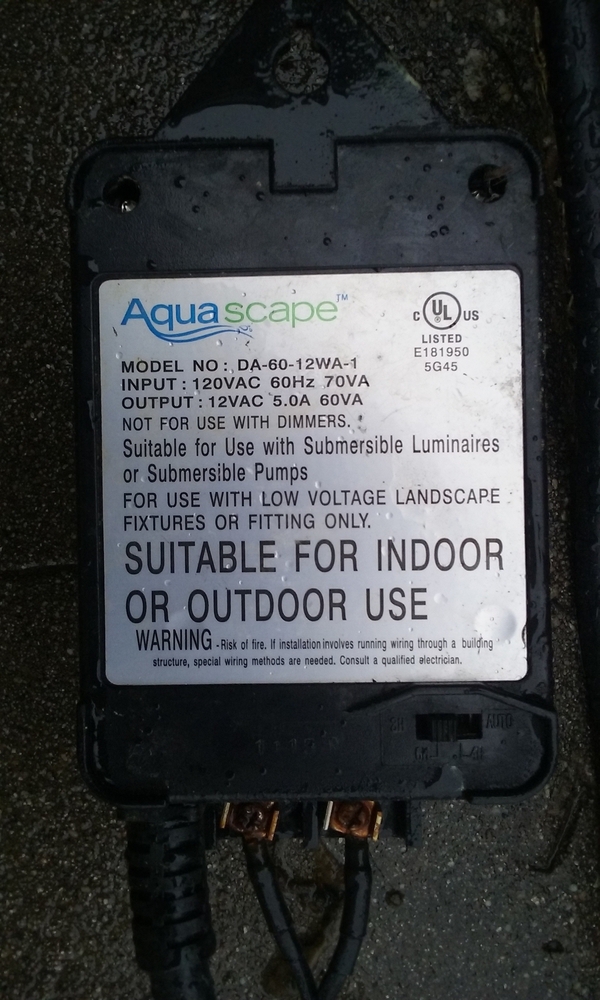 Aquascape™
C UL® US
LISTED
E181950
5G45
MODEL NO: DA-60-12WA-1
INPUT: 120VAC 60Hz 70VA
OUTPUT: 12VAC 5.0A 60VA
NOT FOR USE WITH DIMMERS.
Suitable for Use with Submersible Luminaires
or Submersible Pumps
FOR USE WITH LOW VOLTAGE LANDSCAPE
FIXTURES OR FITTING ONLY.
SUITABLE FOR INDOOR
OR OUTDOOR USE
WARNING - Risk of fire. If installation involves running wiring through a building
structure, special wiring methods are needed. Consult a qualified electrician.
AUTO